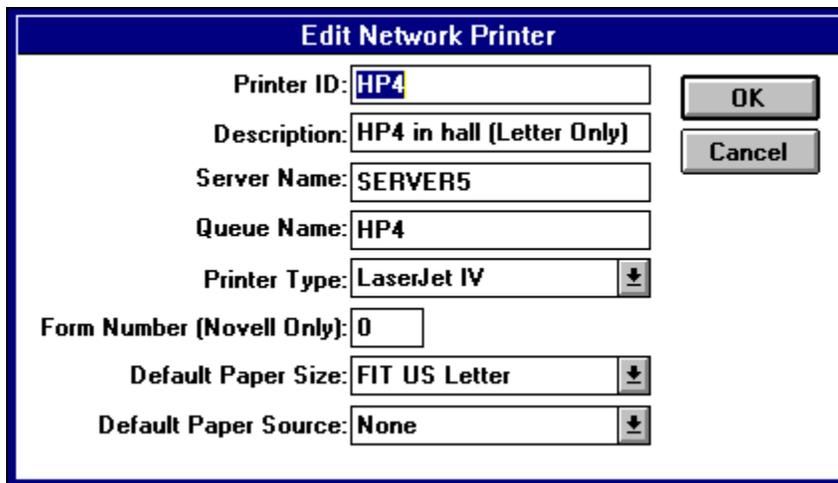 Edit Network Printer
Printer ID: HP4
OK
Description: HP4 in hall (Letter Only)
Cancel
Server Name: SERVER5
Queue Name: HP4
Printer Type: LaserJet IV
Form Number (Novell Only): 0
Default Paper Size: FIT US Letter
Default Paper Source: None